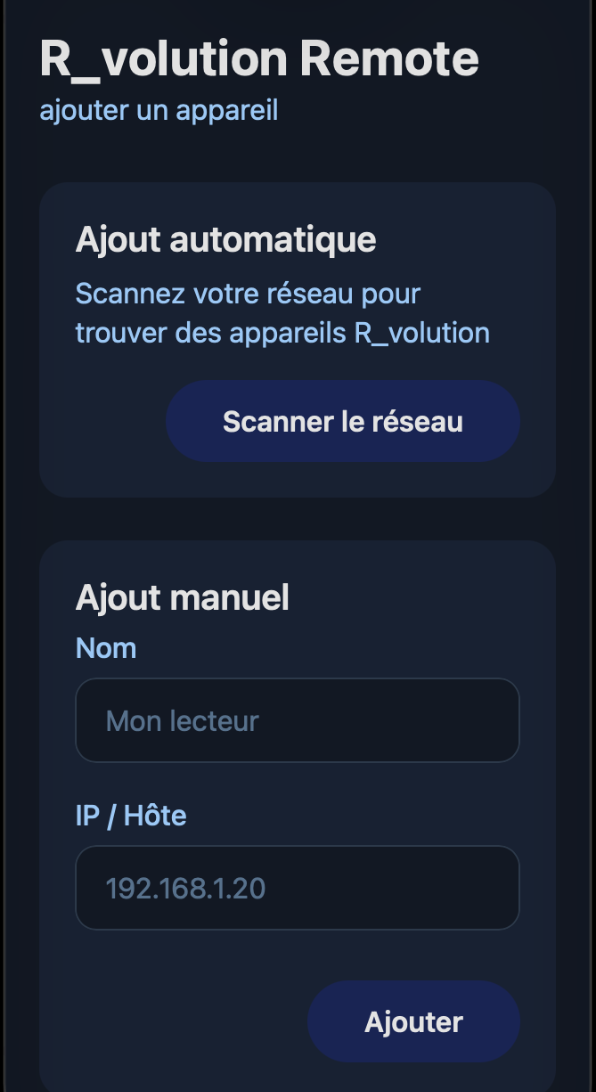 R_volution Remote
ajouter un appareil
Ajout automatique
Scannez votre réseau pour
trouver des appareils R_volution
Scanner le réseau
Ajout manuel
Nom
Mon lecteur
IP / Hôte
192.168.1.20
Ajouter